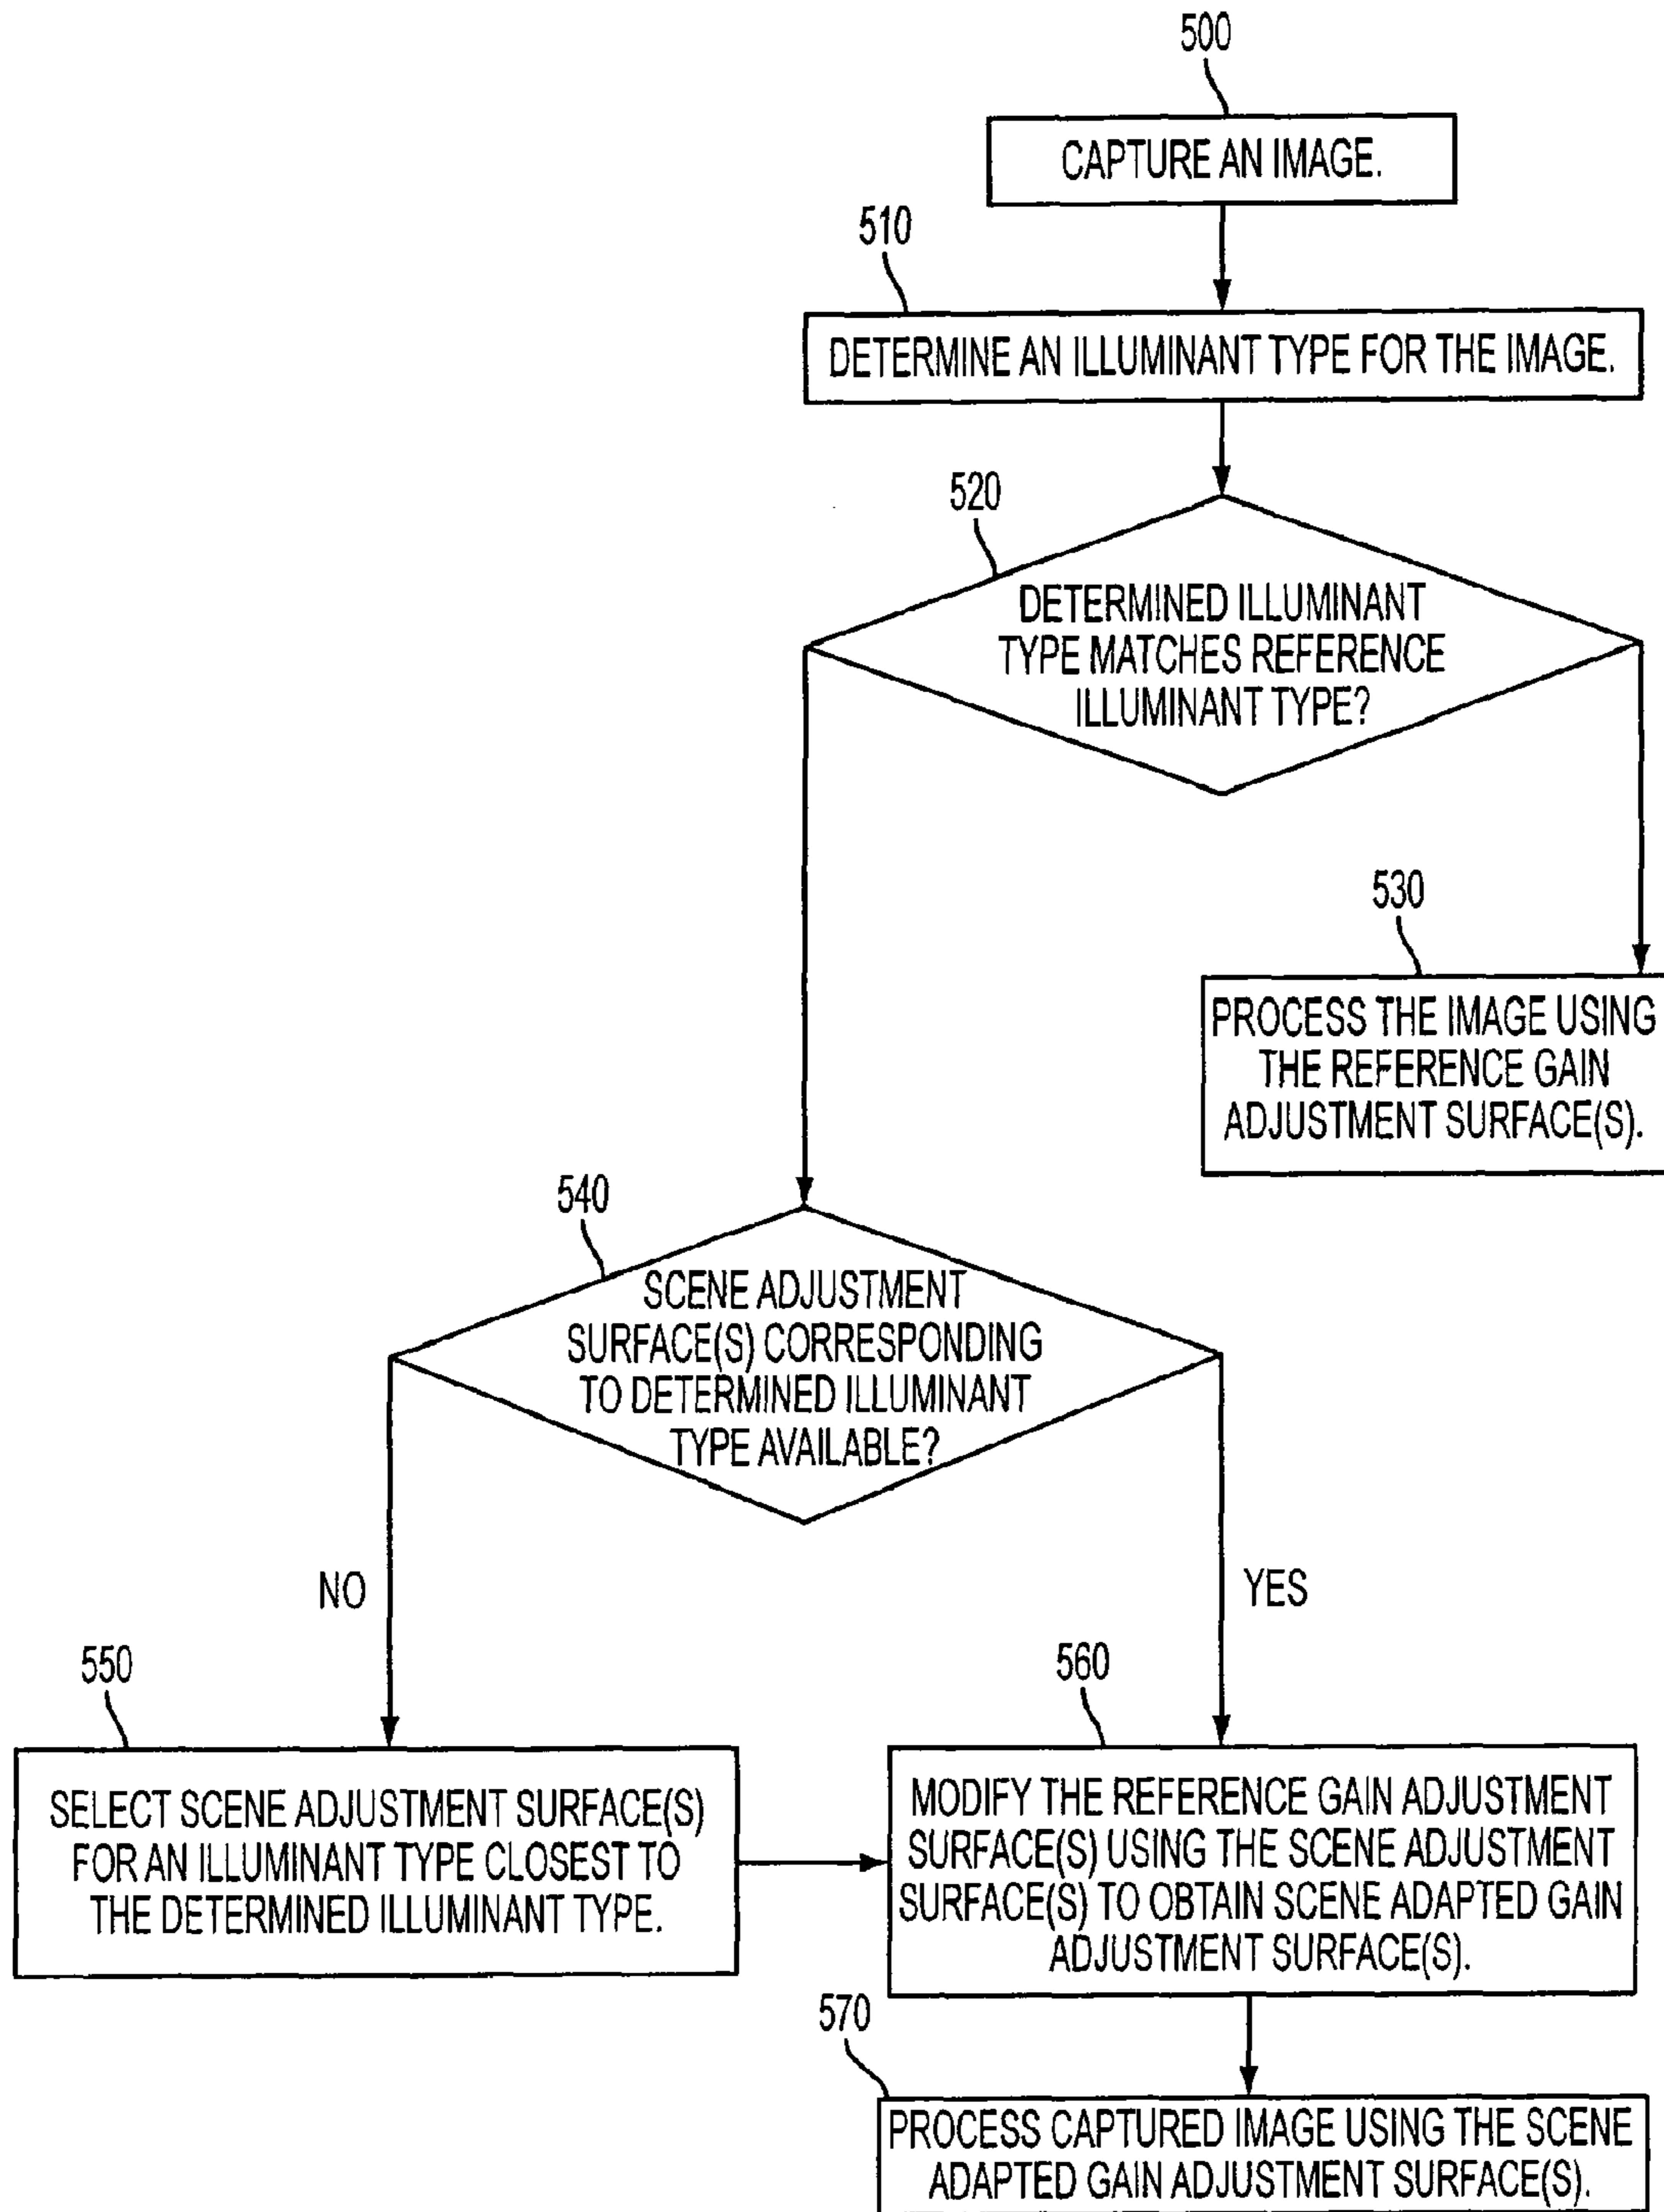 500
CAPTURE AN IMAGE.
510
DETERMINE AN ILLUMINANT TYPE FOR THE IMAGE.
520
DETERMINED ILLUMINANT
TYPE MATCHES REFERENCE
ILLUMINANT TYPE?
530
PROCESS THE IMAGE USING
THE REFERENCE GAIN
ADJUSTMENT SURFACE(S).
540
SCENE ADJUSTMENT
SURFACE(S) CORRESPONDING
TO DETERMINED ILLUMINANT
TYPE AVAILABLE?
NO
YES
550
SELECT SCENE ADJUSTMENT SURFACE(S)
FOR AN ILLUMINANT TYPE CLOSEST TO
THE DETERMINED ILLUMINANT TYPE.
560
MODIFY THE REFERENCE GAIN ADJUSTMENT
SURFACE(S) USING THE SCENE ADJUSTMENT
SURFACE(S) TO OBTAIN SCENE ADAPTED GAIN
ADJUSTMENT SURFACE(S).
570
PROCESS CAPTURED IMAGE USING THE SCENE
ADAPTED GAIN ADJUSTMENT SURFACE(S).